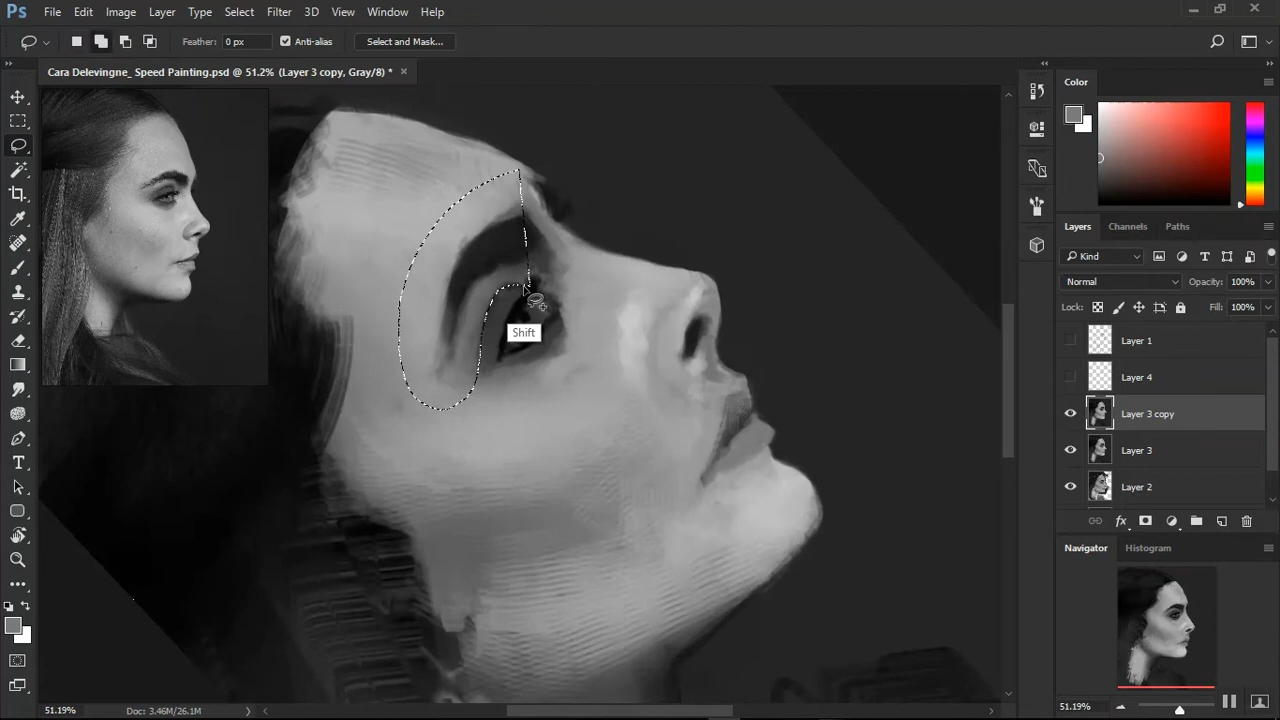 Ps File Edit Image Layer Type Select Filter 3D View Window Help
Feather: 0 px Anti-alias Select and Mask...
Cara Delevingne_ Speed Painting.psd @ 51.2% (Layer 3 copy, Gray/8) * ×
Color
Layers Channels Paths
Kind
Normal Opacity: 100%
Lock: Fill: 100%
Shift
Layer 1
Layer 4
Layer 3 copy
Layer 3
Layer 2
fx
Navigator Histogram
51.19% Doc: 3.46M/26.1M
51.19%